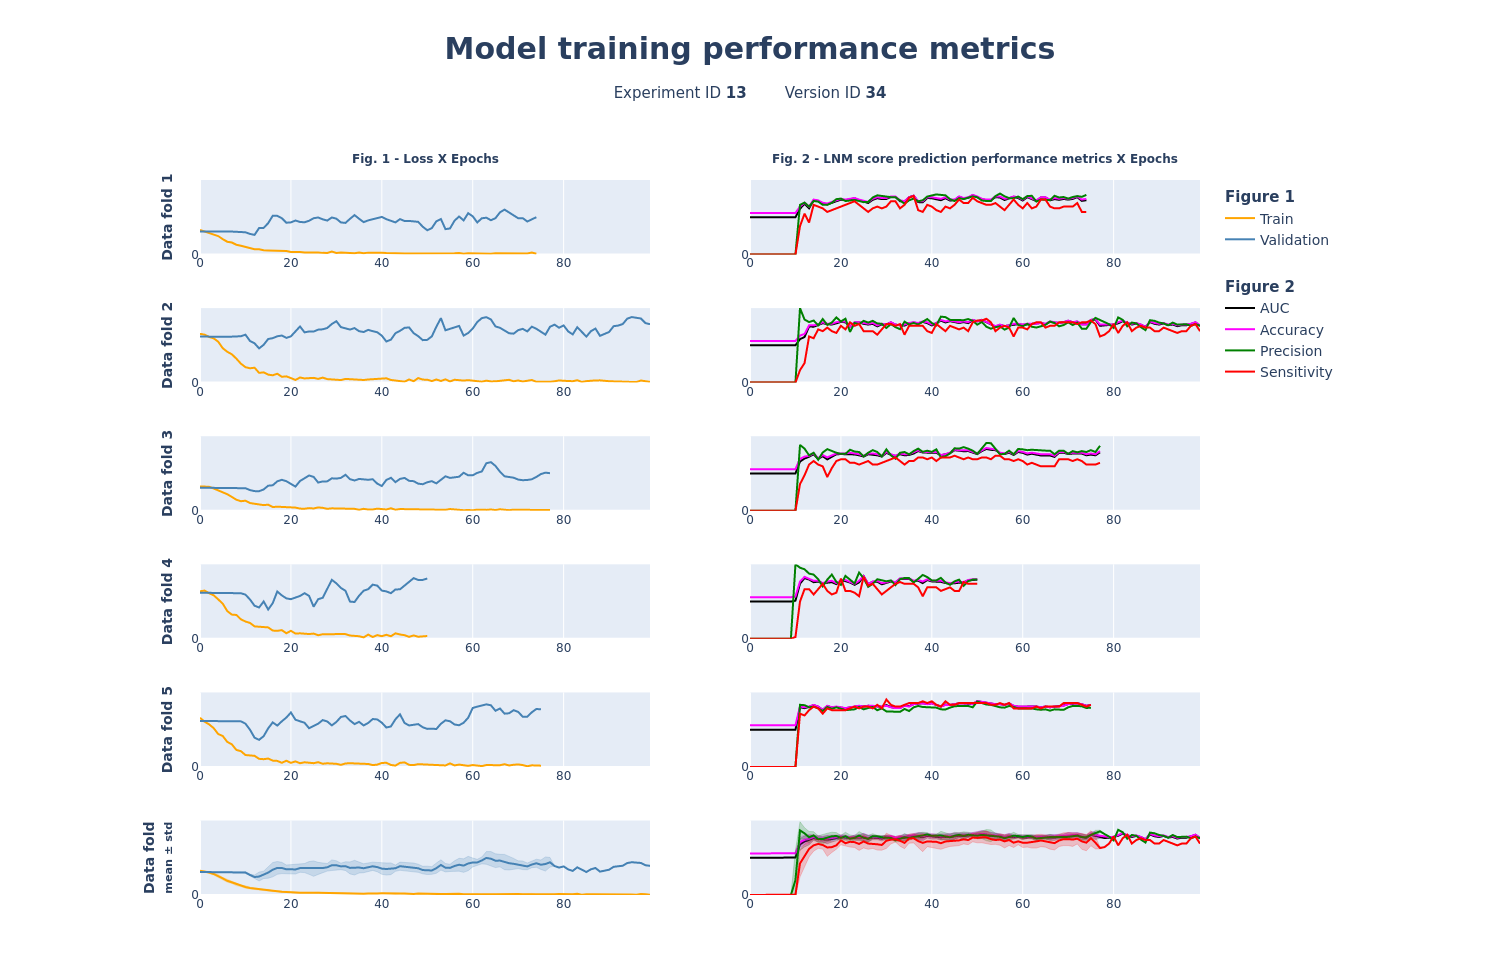 Model training performance metrics
Experiment ID 13 Version ID 34
Fig. 1 - Loss X Epochs
Fig. 2 - LNM score prediction performance metrics X Epochs
Data fold 1
0
0 20 40 60 80
0
0 20 40 60 80
Data fold 2
0
0 20 40 60 80
0
0 20 40 60 80
Data fold 3
0
0 20 40 60 80
0
0 20 40 60 80
Data fold 4
0
0 20 40 60 80
0
0 20 40 60 80
Data fold 5
0
0 20 40 60 80
0
0 20 40 60 80
Data fold
mean ± std
0
0 20 40 60 80
0
0 20 40 60 80
Figure 1
Train
Validation
Figure 2
AUC
Accuracy
Precision
Sensitivity